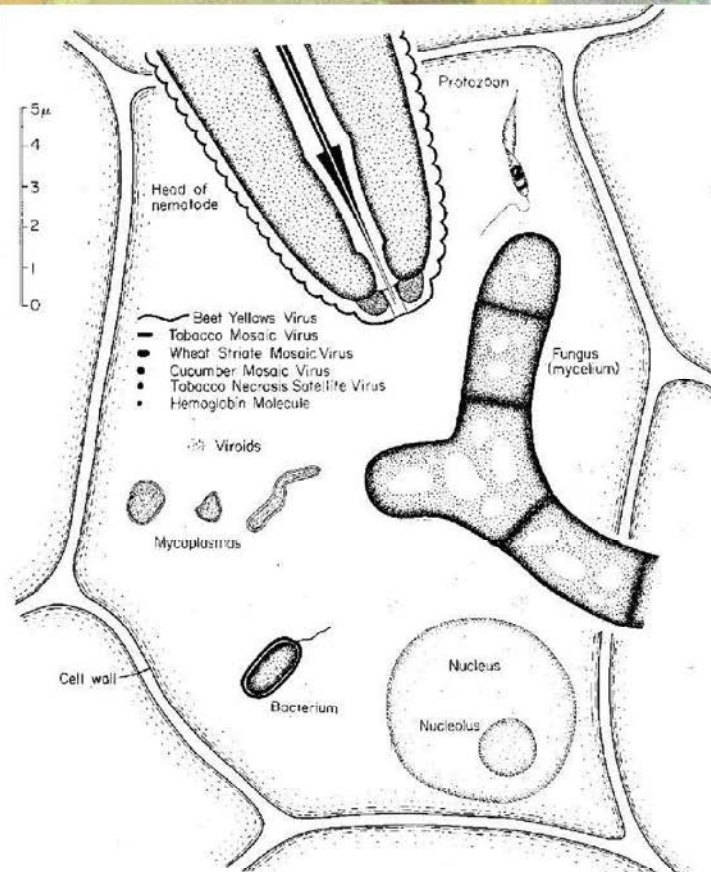 Protozoan
5μ
4
3
2
1
0
Head of
nematode
Beet Yellows Virus
Tobacco Mosaic Virus
Wheat Striate Mosaic Virus
Cucumber Mosaic Virus
Tobacco Necrosis Satellite Virus
Hemoglobin Molecule
Fungus
(mycelium)
Viroids
Mycoplasmas
Cell wall
Bacterium
Nucleus
Nucleolus